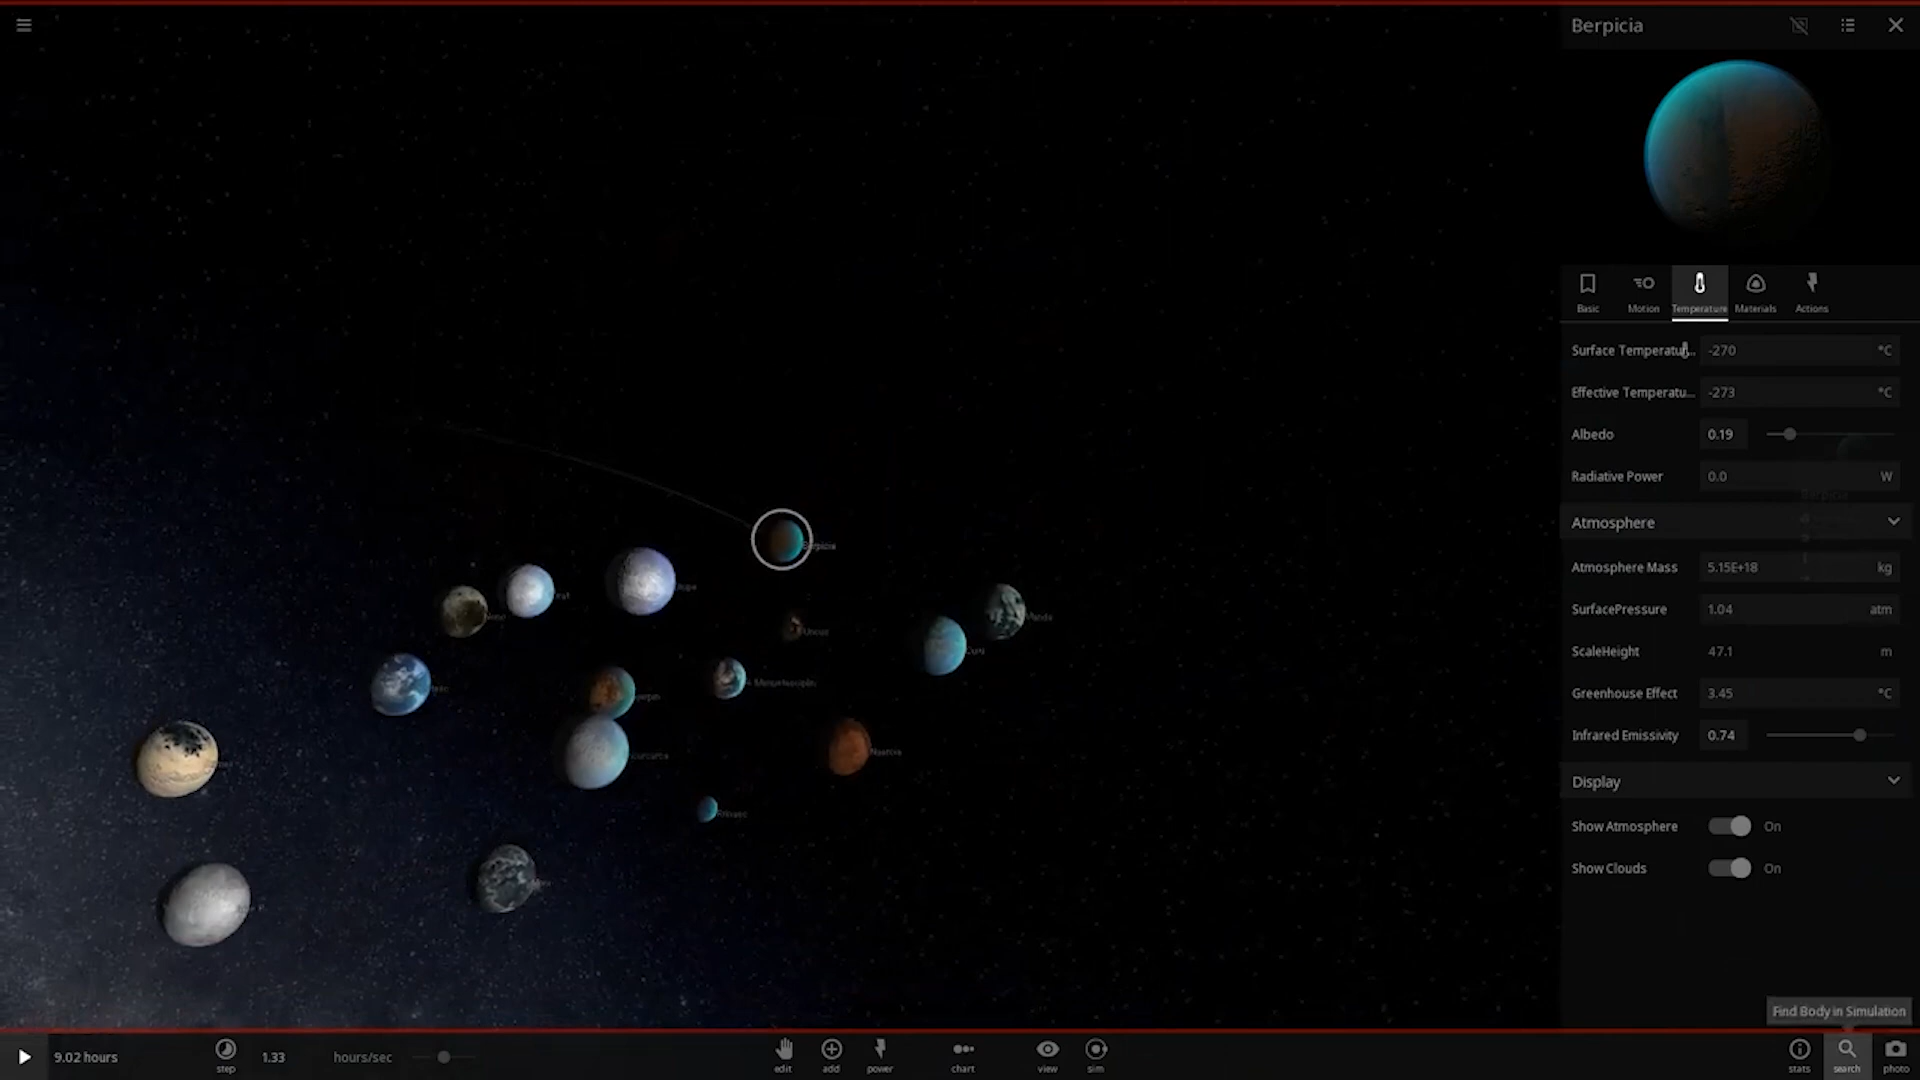 Berpicia
Basic
Motion
Temperature
Materials
Actions
Surface Temperatur...
-270
°C
Effective Temperatu...
-273
°C
Albedo
0.19
Radiative Power
0.0
W
Atmosphere
Atmosphere Mass
5.15E+18
kg
SurfacePressure
1.04
atm
ScaleHeight
47.1
m
Greenhouse Effect
3.45
°C
Infrared Emissivity
0.74
Display
Show Atmosphere
On
Show Clouds
On
Find Body in Simulation
Berpicia
9.02 hours
step
1.33
hours/sec
edit
add
power
chart
view
sim
stats
search
photo